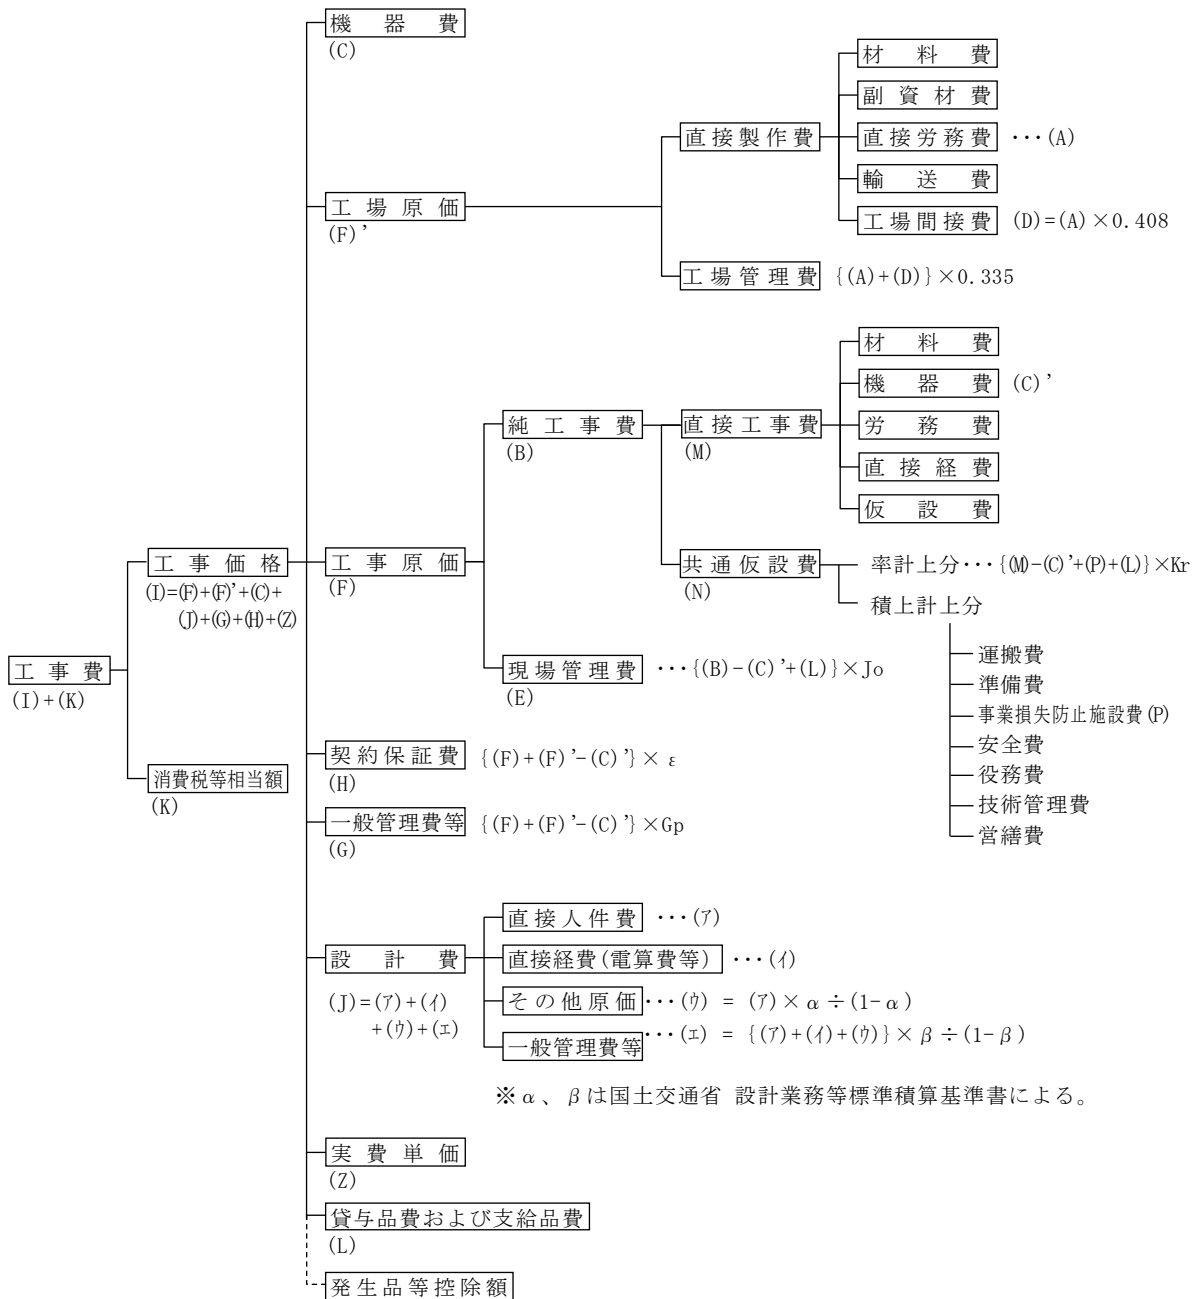 機器費
(C)
材料費
副資材費
直接製作費
直接労務費 ・・・(A)
輸送費
工場原価
(F)’
工場間接費 (D)=(A)×0.408
工場管理費 {(A)+(D)}×0.335
材料費
機器費 (C)’
純工事費
(B)
直接工事費
(M)
労務費
直接経費
仮設費
工事価格
(I)=(F)+(F)’+(C)+
(J)+(G)+(H)+(Z)
工事原価
(F)
共通仮設費
(N)
率計上分・・・{(M)-(C)’+(P)+(L)}×Kr
積上計上分
工事費
(I)+(K)
現場管理費 ・・・{(B)-(C)’+(L)}×Jo
(E)
運搬費
準備費
事業損失防止施設費(P)
安全費
役務費
技術管理費
営繕費
契約保証費 {(F)+(F)’-(C)’}×ε
(H)
消費税等相当額
(K)
一般管理費等 {(F)+(F)’-(C)’}×Gp
(G)
直接人件費 ・・・(ア)
設計費
直接経費(電算費等) ・・・(イ)
(J)=(ア)+(イ)
+(ウ)+(エ)
その他原価・・・(ウ) = (ア)×α÷(1-α)
一般管理費等・・・(エ) = {(ア)+(イ)+(ウ)}×β÷(1-β)
※α、βは国土交通省 設計業務等標準積算基準書による。
実費単価
(Z)
貸与品費および支給品費
(L)
発生品等控除額